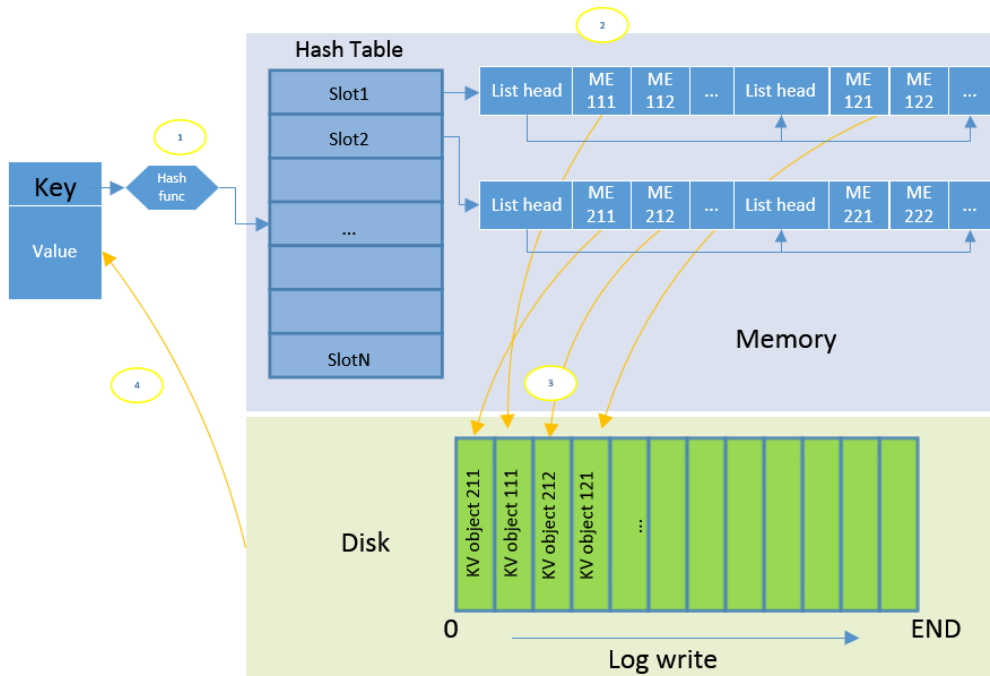 2
Hash Table
Slot1
Slot2
...
SlotN
List head
ME
111
ME
112
...
List head
ME
121
ME
122
...
List head
ME
211
ME
212
...
List head
ME
221
ME
222
...
1
Key
Hash
func
Value
Memory
3
4
Disk
KV object 211
KV object 111
KV object 212
KV object 121
...
0
END
Log write